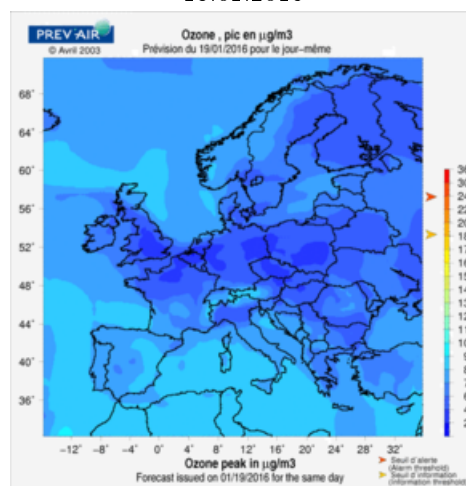 PREV'AIR
© Avril 2003
Ozone , pic en µg/m3
Prévision du 19/01/2016 pour le jour-même
68°
64°
60°
56°
52°
48°
44°
40°
36°
-12° -8° -4° 0° 4° 8° 12° 16° 20° 24° 28° 32°
Ozone peak in µg/m3
Forecast issued on 01/19/2016 for the same day
Seuil d'alerte
(Alarm threshold)
Seuil d'information
(Information threshold)